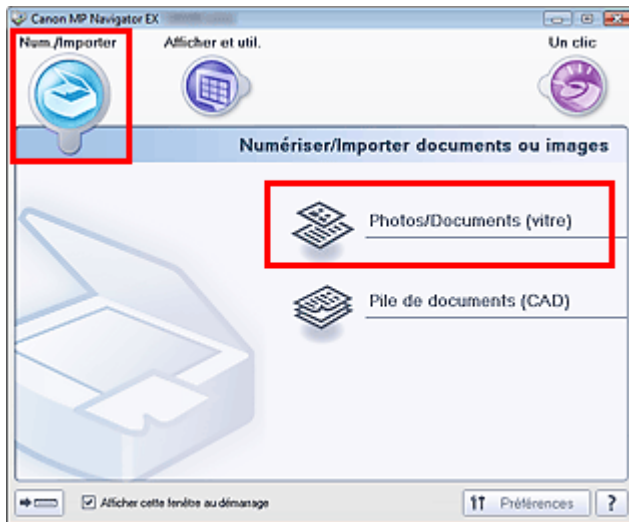 Canon MP Navigator EX
Num./Importer
Afficher et util.
Un clic
Numériser/Importer documents ou images
Photos/Documents (vitre)
Pile de documents (CAD)
Afficher cette fenêtre au démarrage
Préférences
?